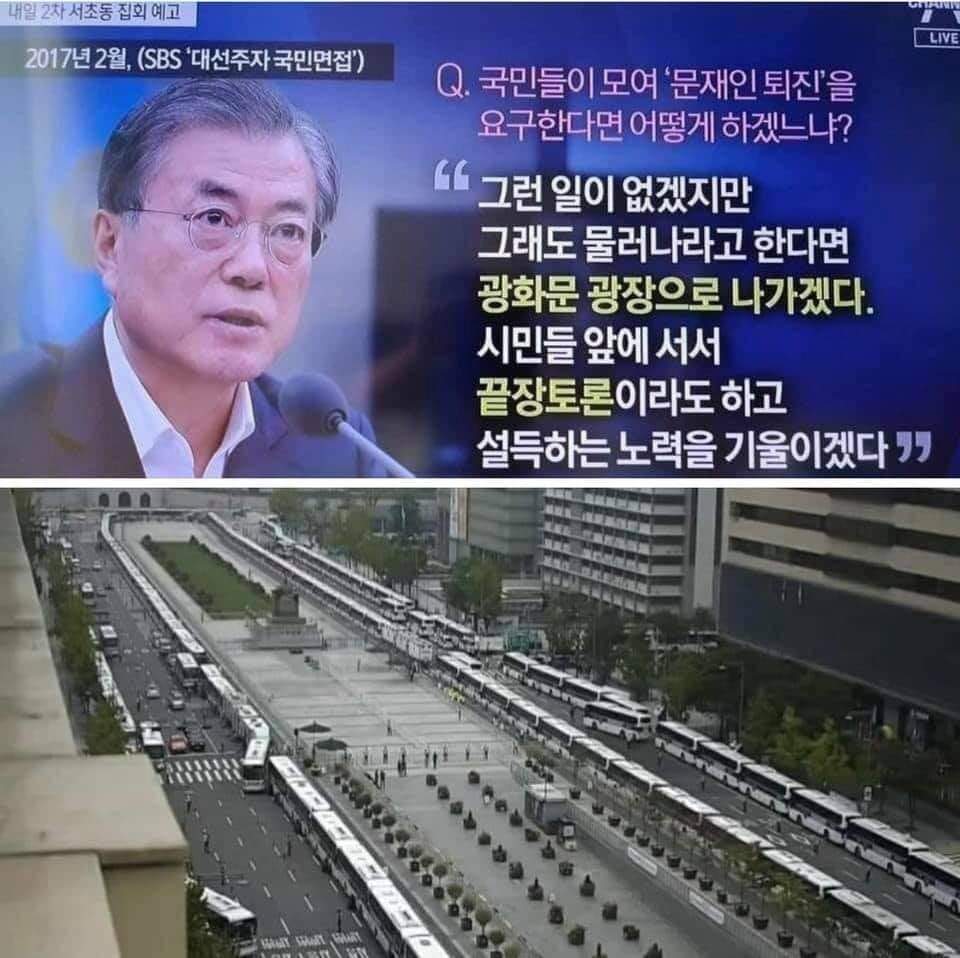 내일 2차 서초동 집회 예고
CHANN
A
LIVE
2017년 2월, (SBS ‘대선주자 국민면접’)
Q. 국민들이 모여 ‘문재인 퇴진’을
요구한다면 어떻게 하겠느냐?
“ 그런 일이 없겠지만
그래도 물러나라고 한다면
광화문 광장으로 나가겠다.
시민들 앞에 서서
끝장토론이라도 하고
설득하는 노력을 기울이겠다 ”